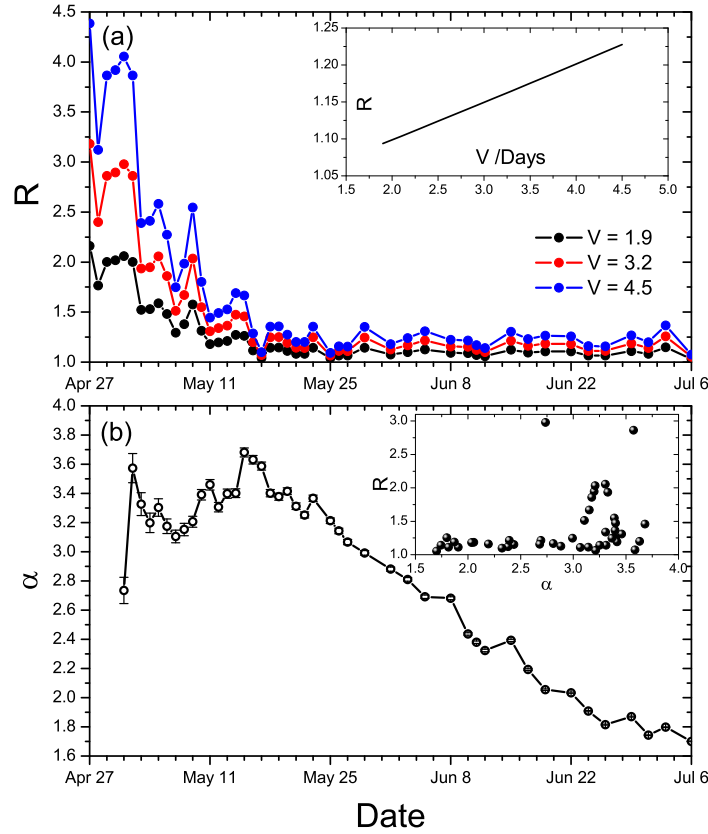 4.5
4.0
3.5
3.0
2.5
2.0
1.5
1.0
R
(a)
1.25
1.20
1.15
1.10
1.05
R
V /Days
1.5 2.0 2.5 3.0 3.5 4.0 4.5 5.0
V = 1.9
V = 3.2
V = 4.5
Apr 27 May 11 May 25 Jun 8 Jun 22 Jul 6
4.0
3.8
3.6
3.4
3.2
3.0
2.8
2.6
2.4
2.2
2.0
1.8
1.6
α
(b)
3.0
2.5
2.0
1.5
1.0
R
1.5 2.0 2.5 3.0 3.5 4.0
α
Apr 27 May 11 May 25 Jun 8 Jun 22 Jul 6
Date